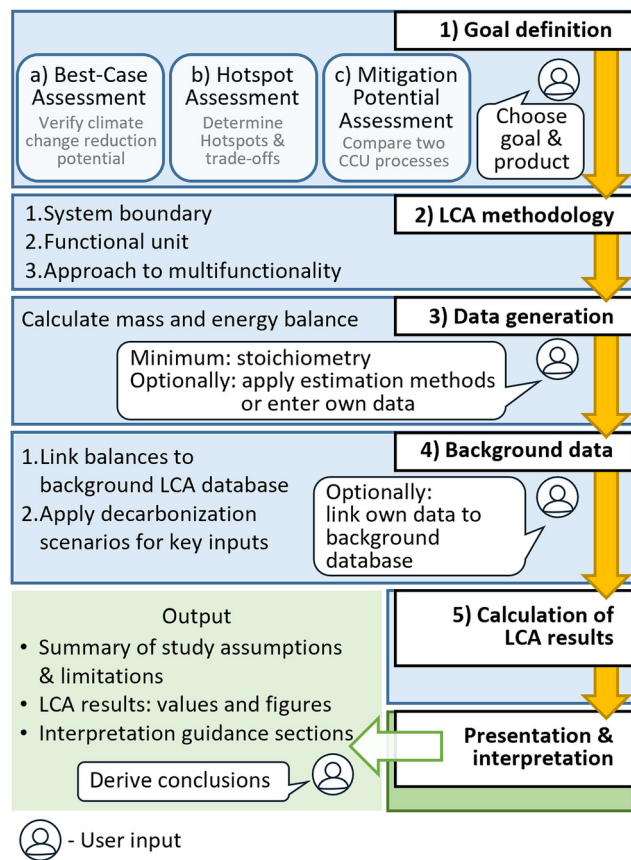 1) Goal definition
a) Best-Case
Assessment
Verify climate
change reduction
potential
b) Hotspot
Assessment
Determine
Hotspots &
trade-offs
c) Mitigation
Potential
Assessment
Compare two
CCU processes
Choose
goal &
product
2) LCA methodology
1.System boundary
2.Functional unit
3.Approach to multifunctionality
3) Data generation
Calculate mass and energy balance
Minimum: stoichiometry
Optionally: apply estimation methods
or enter own data
4) Background data
1.Link balances to
background LCA database
2.Apply decarbonization
scenarios for key inputs
Optionally:
link own data to
background
database
5) Calculation of
LCA results
Output
• Summary of study assumptions
& limitations
• LCA results: values and figures
• Interpretation guidance sections
Presentation &
interpretation
Derive conclusions
- User input